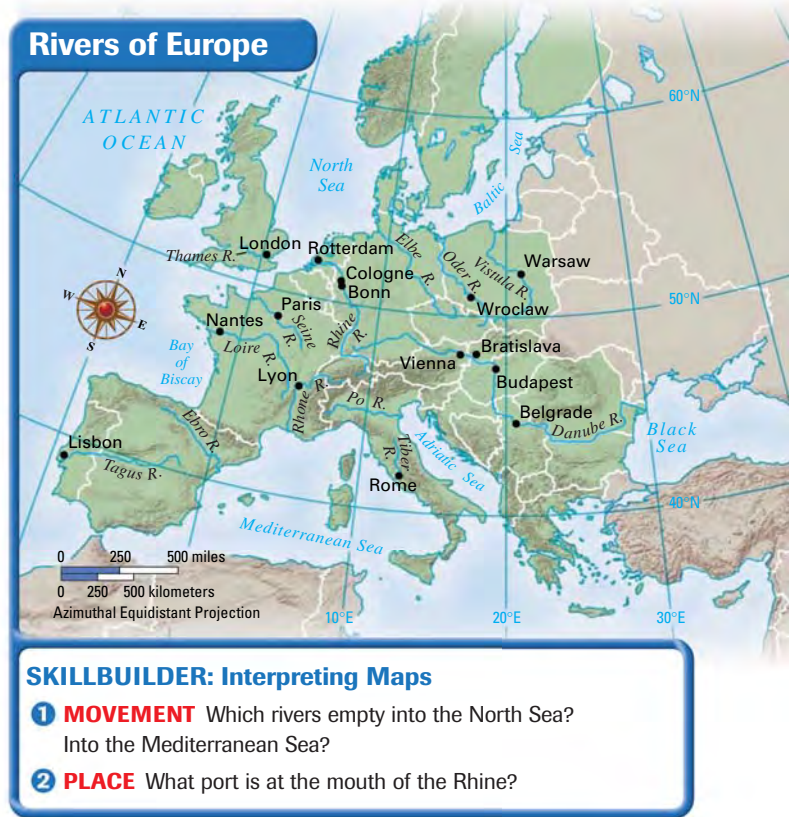 Rivers of Europe
ATLANTIC
OCEAN
60°N
North
Sea
Baltic
Sea
Thames R.
London
Rotterdam
Elbe
R.
Oder R.
Vistula R.
Warsaw
Cologne
Bonn
N
W
E
S
50°N
Wroclaw
Paris
Seine
R.
Rhine
R.
Nantes
Loire
R.
Bay
of
Biscay
Vienna
Bratislava
Budapest
Lyon
Rhone R.
Po R.
Belgrade
Danube R.
Black
Sea
Ebro R.
Lisbon
Tagus R.
Tiber
R.
Adriatic Sea
Rome
40°N
Mediterranean Sea
0 250 500 miles
0 250 500 kilometers
Azimuthal Equidistant Projection
10°E
20°E
30°E
SKILLBUILDER: Interpreting Maps
1 MOVEMENT Which rivers empty into the North Sea?
Into the Mediterranean Sea?
2 PLACE What port is at the mouth of the Rhine?